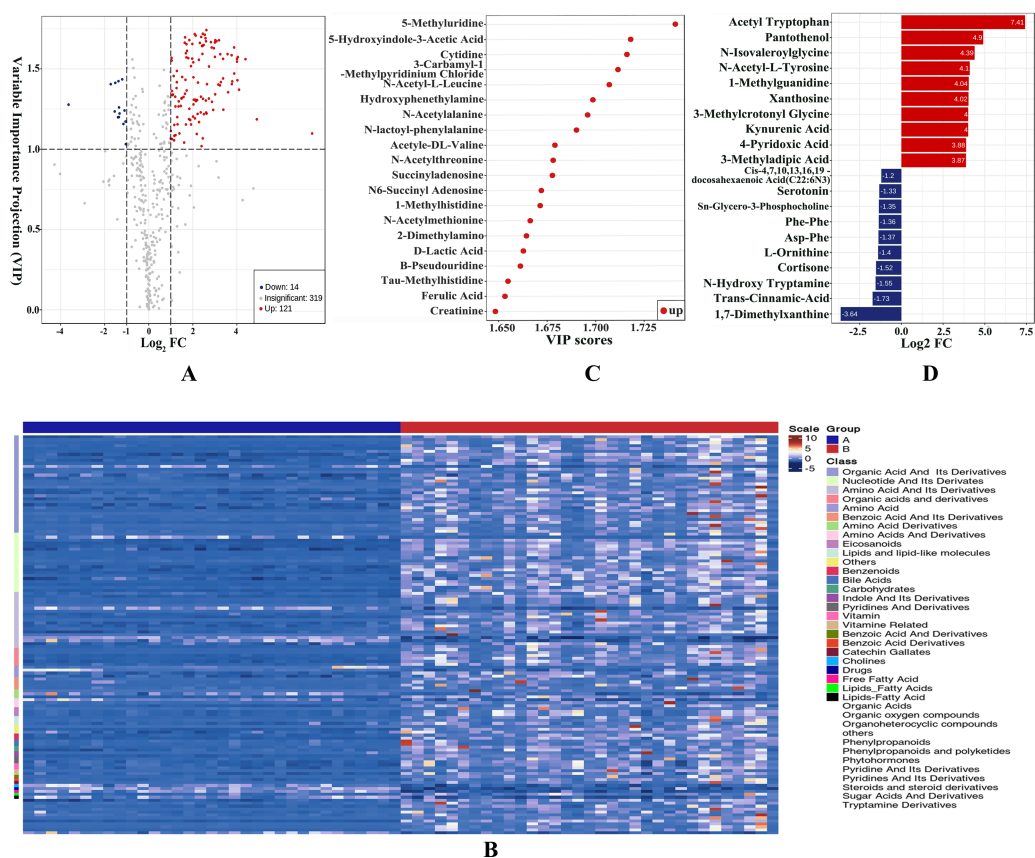 Variable Importance Projection (VIP)
1.5
1.0
0.5
0.0
-4
-2
-1
0
1
2
4
Log2 FC
Down: 14
Insignificant: 319
Up: 121
A
5-Methyluridine
5-Hydroxyindole-3-Acetic Acid
Cytidine
3-Carbamyl-1
-Methylpyridinium Chloride
N-Acetyl-L-Leucine
Hydroxyphenethylamine
N-Acetylalanine
N-lactoyl-phenylalanine
Acetyle-DL-Valine
N-Acetylthreonine
Succinyladenosine
N6-Succinyl Adenosine
1-Methylhistidine
N-Acetylmethionine
2-Dimethylamino
D-Lactic Acid
B-Pseudouridine
Tau-Methylhistidine
Ferulic Acid
Creatinine
up
1.650
1.675
1.700
1.725
VIP scores
C
Acetyl Tryptophan 7.41
Pantothenol 4.9
N-Isovaleroylglycine 4.39
N-Acetyl-L-Tyrosine 4.1
1-Methylguanidine 4.04
Xanthosine 4.02
3-Methylcrotonyl Glycine 4
Kynurenic Acid 4
4-Pyridoxic Acid 3.88
3-Methyladipic Acid 3.87
Cis-4,7,10,13,16,19 -
docosahexaenoic Acid(C22:6N3) -1.2
Serotonin -1.33
Sn-Glycero-3-Phosphocholine -1.35
Phe-Phe -1.36
Asp-Phe -1.37
L-Ornithine -1.4
Cortisone -1.52
N-Hydroxy Tryptamine -1.55
Trans-Cinnamic-Acid -1.73
1,7-Dimethylxanthine -3.64
-2.5
0.0
2.5
5.0
7.5
Log2 FC
D
Scale
10
5
0
-5
Group
A
B
Class
Organic Acid And Its Derivatives
Nucleotide And Its Derivates
Amino Acid And Its Derivatives
Organic acids and derivatives
Amino Acid
Benzoic Acid And Its Derivatives
Amino Acid Derivatives
Amino Acids And Derivatives
Eicosanoids
Lipids and lipid-like molecules
Others
Benzenoids
Bile Acids
Carbohydrates
Indole And Its Derivatives
Pyridines And Derivatives
Vitamin
Vitamine Related
Benzoic Acid And Derivatives
Benzoic Acid Derivatives
Catechin Gallates
Cholines
Drugs
Free Fatty Acid
Lipids_Fatty Acids
Lipids-Fatty Acid
Organic Acids
Organic oxygen compounds
Organoheterocyclic compounds
others
Phenylpropanoids
Phenylpropanoids and polyketides
Phytohormones
Pyridine And Its Derivatives
Pyridines And Its Derivatives
Steroids and steroid derivatives
Sugar Acids And Derivatives
Tryptamine Derivatives
B